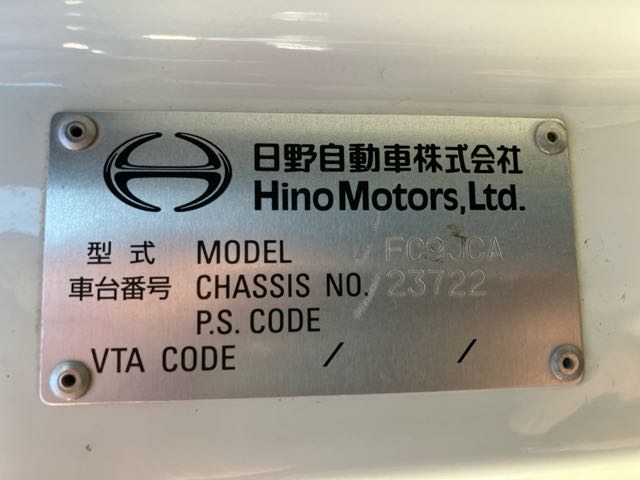 日野自動車株式会社
Hino Motors, Ltd.
型式 MODEL FC9JCA
車台番号 CHASSIS NO. 23722
P.S. CODE
VTA CODE / /